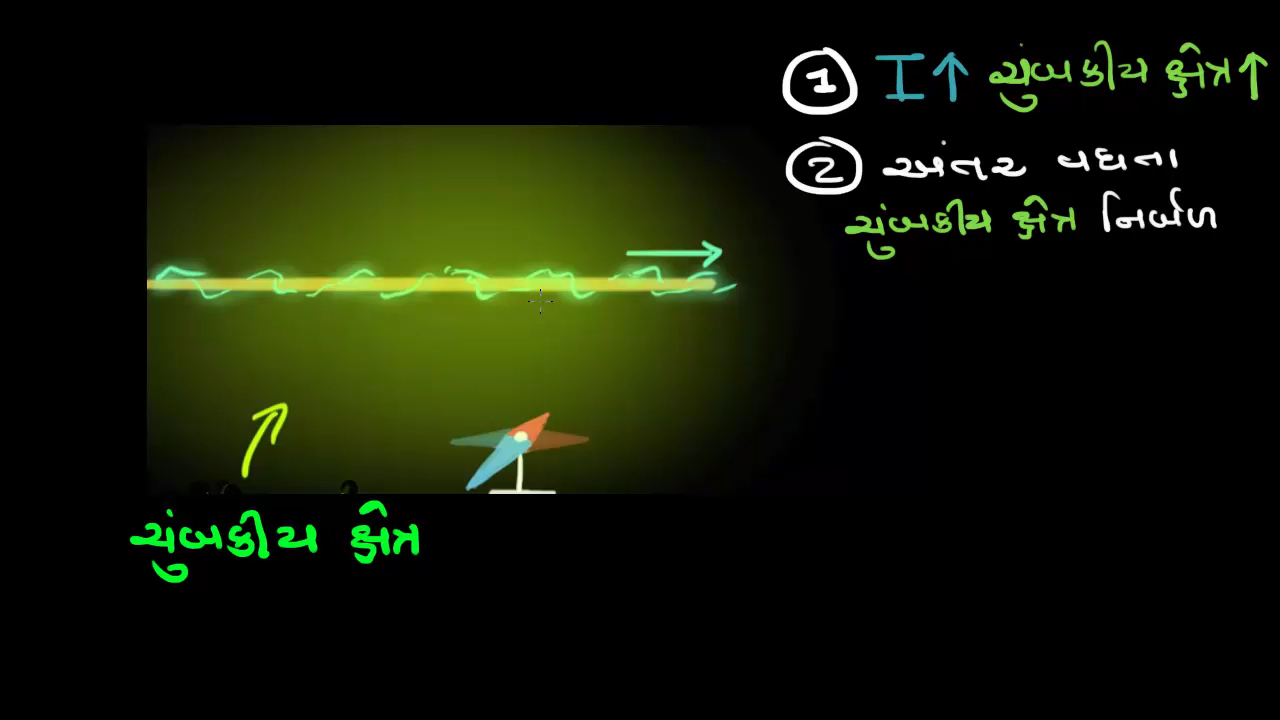 1 I↑ ચુંબકીય ક્ષેત્ર↑
2 અંતર વધતા
ચુંબકીય ક્ષેત્ર નિર્બળ
ચુંબકીય ક્ષેત્ર